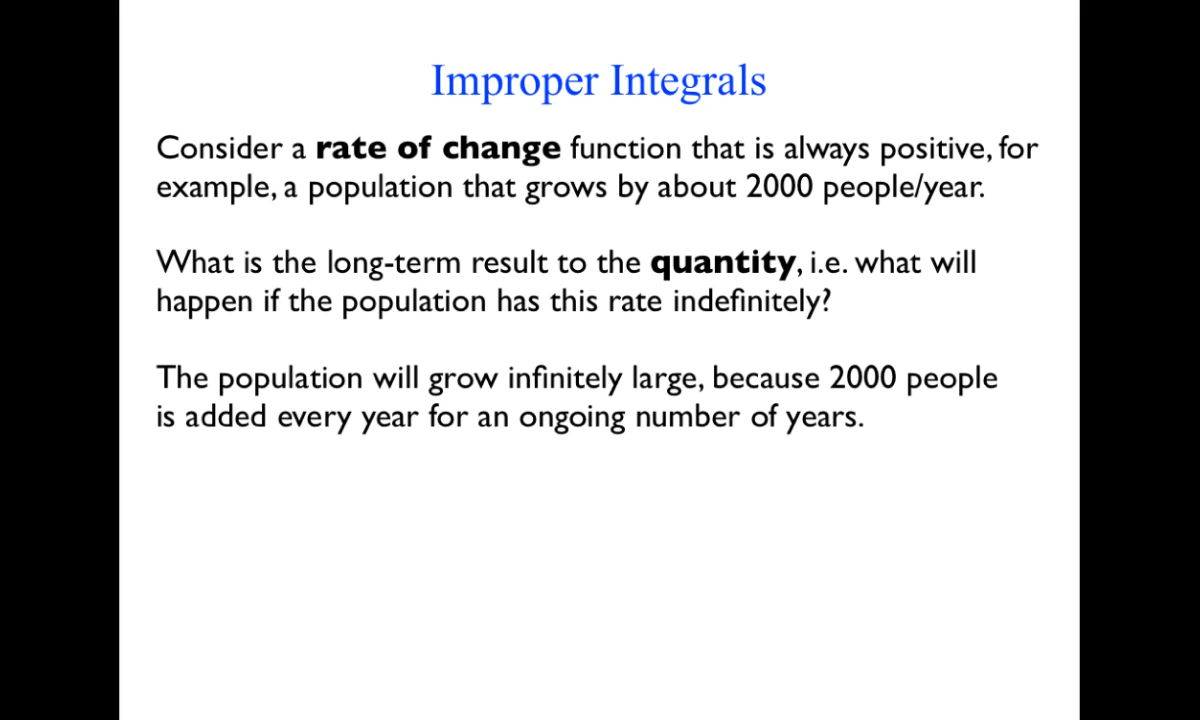 Improper Integrals
Consider a rate of change function that is always positive, for
example, a population that grows by about 2000 people/year.
What is the long-term result to the quantity, i.e. what will
happen if the population has this rate indefinitely?
The population will grow infinitely large, because 2000 people
is added every year for an ongoing number of years.